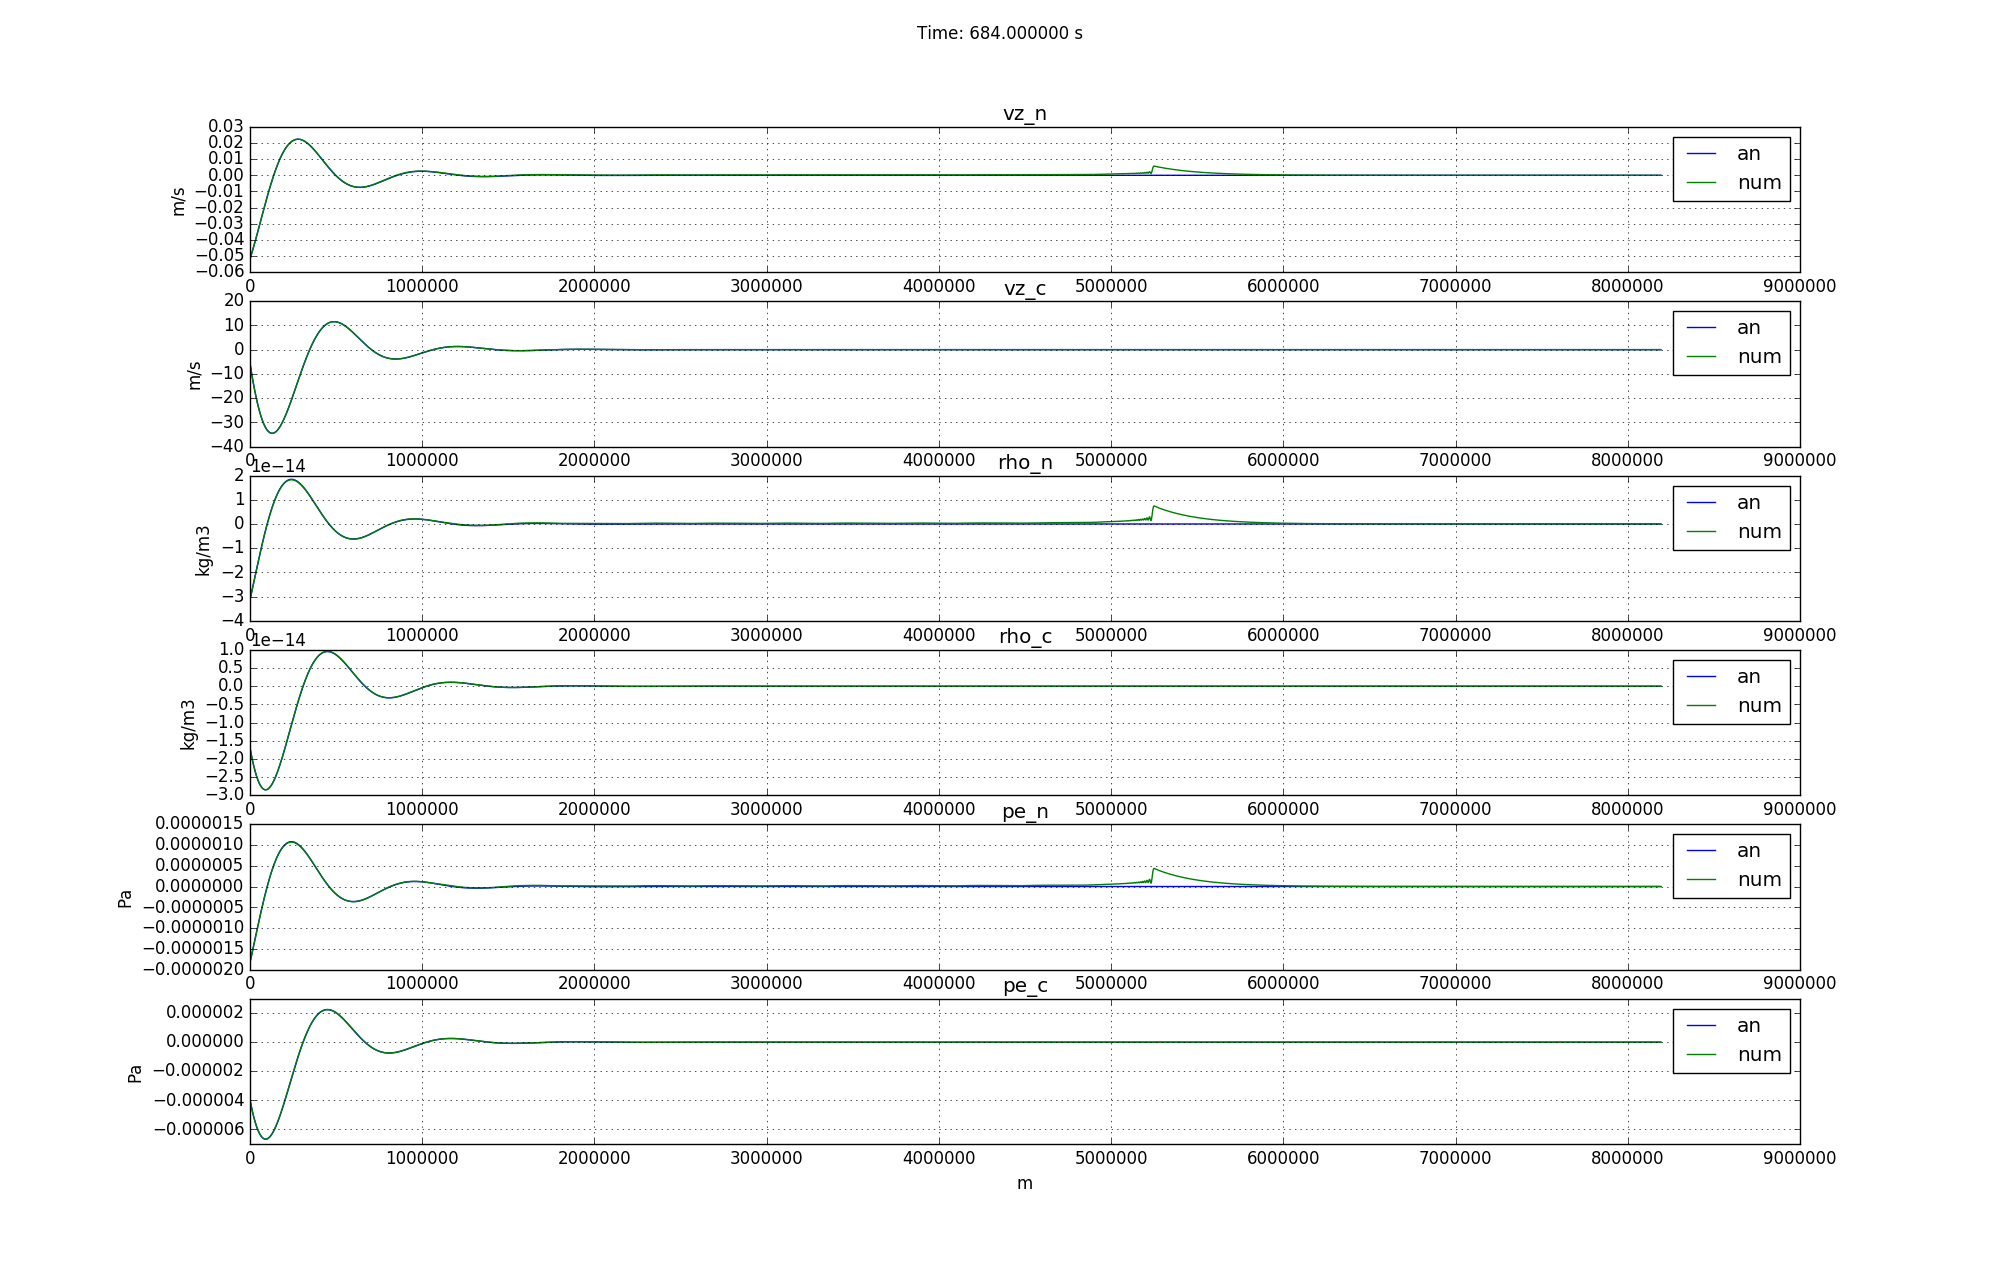 Time: 684.000000 s
vz_n
0.03
0.02
0.01
0.00
−0.01
−0.02
−0.03
−0.04
−0.05
−0.06
m/s
an
num
0 1000000 2000000 3000000 4000000 5000000 6000000 7000000 8000000 9000000
vz_c
20
10
0
−10
−20
−30
−40
m/s
an
num
0 1000000 2000000 3000000 4000000 5000000 6000000 7000000 8000000 9000000
1e−14
rho_n
2
1
0
−1
−2
−3
−4
kg/m3
an
num
0 1000000 2000000 3000000 4000000 5000000 6000000 7000000 8000000 9000000
1e−14
rho_c
1.0
0.5
0.0
−0.5
−1.0
−1.5
−2.0
−2.5
−3.0
kg/m3
an
num
0 1000000 2000000 3000000 4000000 5000000 6000000 7000000 8000000 9000000
pe_n
0.0000015
0.0000010
0.0000005
0.0000000
−0.0000005
−0.0000010
−0.0000015
−0.0000020
Pa
an
num
0 1000000 2000000 3000000 4000000 5000000 6000000 7000000 8000000 9000000
pe_c
0.000002
0.000000
−0.000002
−0.000004
−0.000006
Pa
an
num
0 1000000 2000000 3000000 4000000 5000000 6000000 7000000 8000000 9000000
m